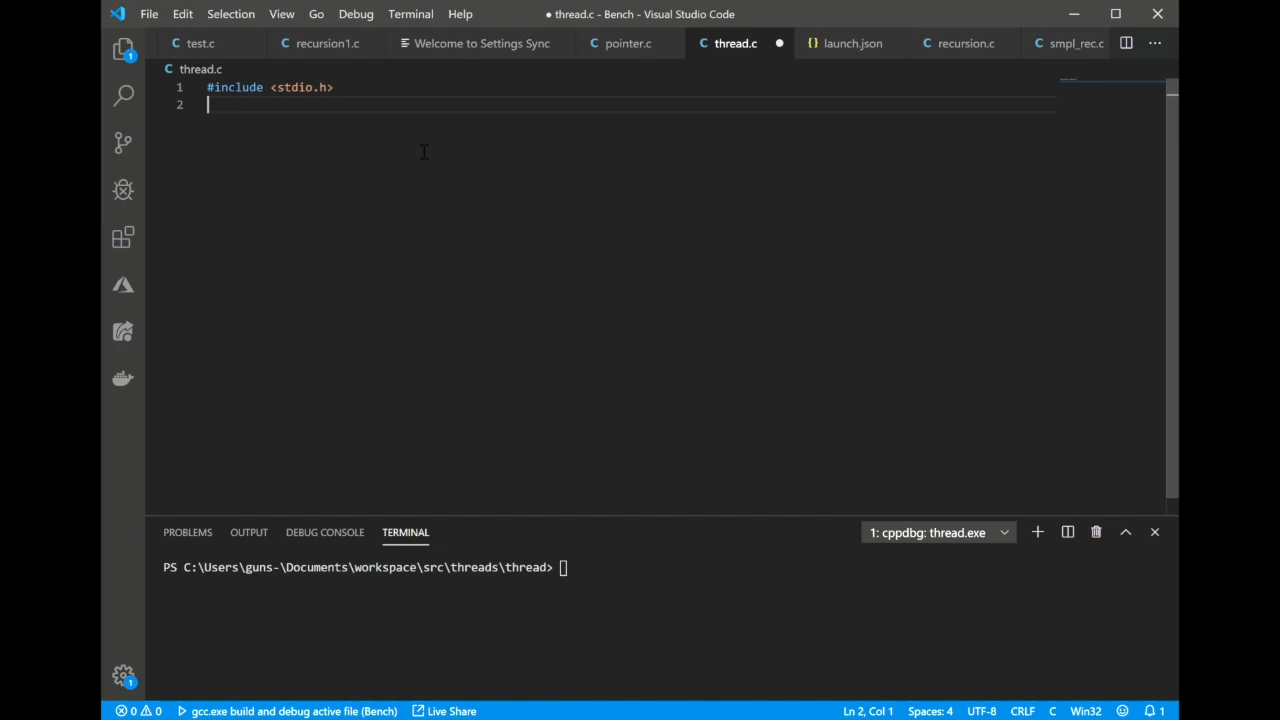 File Edit Selection View Go Debug Terminal Help ● thread.c - Bench - Visual Studio Code
C test.c C recursion1.c Welcome to Settings Sync C pointer.c C thread.c ● {} launch.json C recursion.c C smpl_rec.c ...
C thread.c
1 #include <stdio.h>
2
PROBLEMS OUTPUT DEBUG CONSOLE TERMINAL 1: cppdbg: thread.exe
PS C:\Users\guns-\Documents\workspace\src\threads\thread>
1
1
0 0 gcc.exe build and debug active file (Bench) Live Share Ln 2, Col 1 Spaces: 4 UTF-8 CRLF C Win32 1